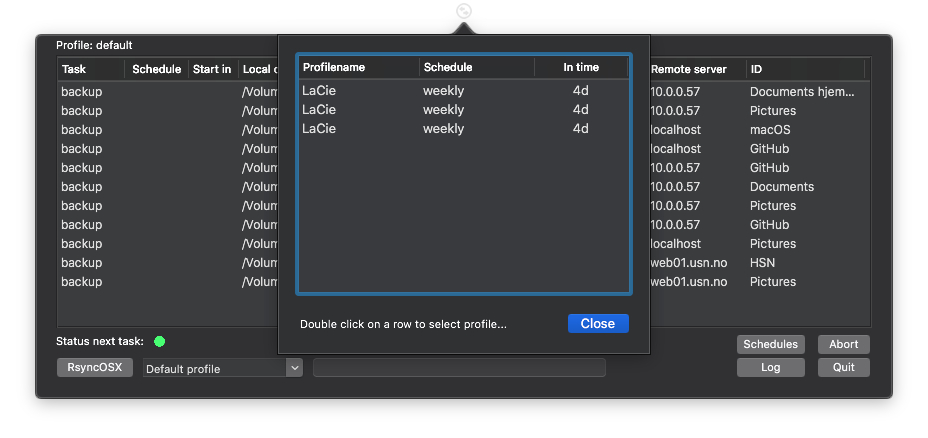 Profile: default
Task Schedule Start in Local Profilename Schedule In time Remote server ID
backup /Volum LaCie weekly 4d 10.0.0.57 Documents hjem...
backup /Volum LaCie weekly 4d 10.0.0.57 Pictures
backup /Volum LaCie weekly 4d localhost macOS
backup /Volum localhost GitHub
backup /Volum 10.0.0.57 GitHub
backup /Volum 10.0.0.57 Documents
backup /Volum 10.0.0.57 Pictures
backup /Volum 10.0.0.57 GitHub
backup /Volum localhost Pictures
backup /Volum web01.usn.no HSN
backup /Volum web01.usn.no Pictures
Double click on a row to select profile... Close
Status next task: Schedules Abort
RsyncOSX Default profile Log Quit